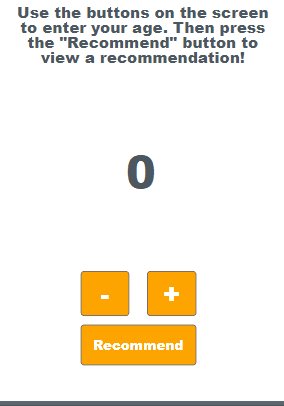 Use the buttons on the screen
to enter your age. Then press
the "Recommend" button to
view a recommendation!
0
- +
Recommend